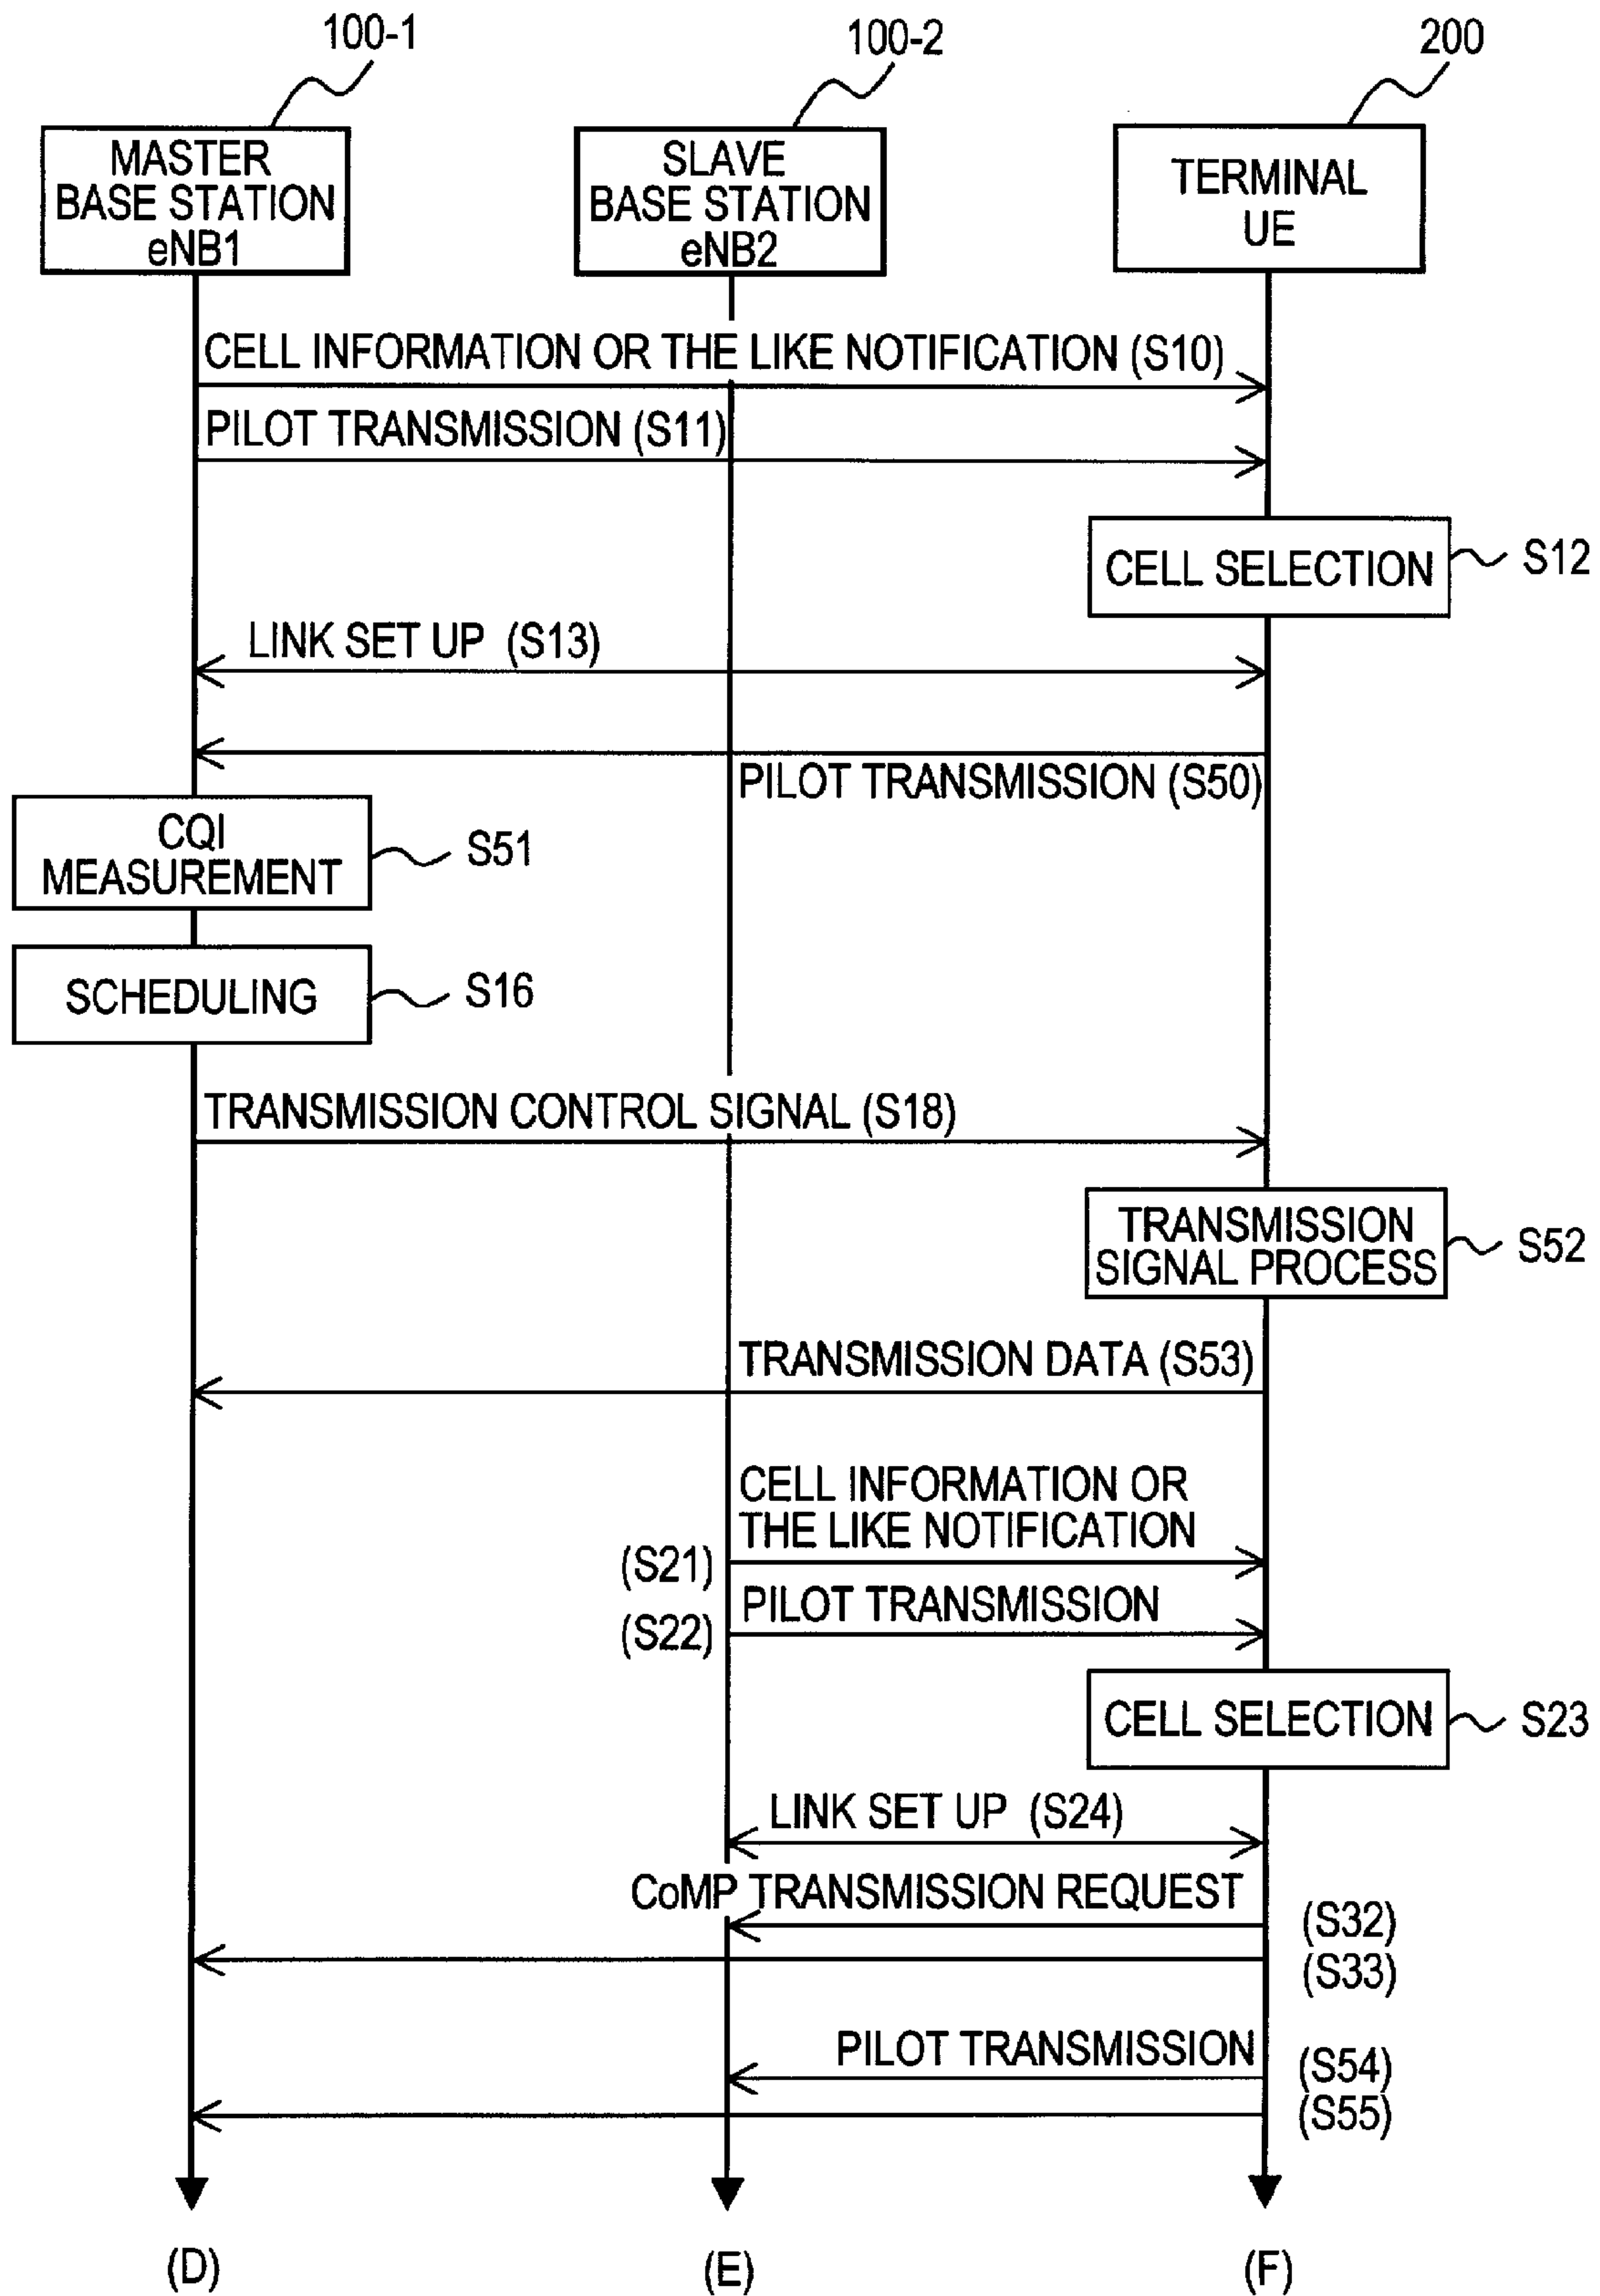 100-1
100-2
200
MASTER
BASE STATION
eNB1
SLAVE
BASE STATION
eNB2
TERMINAL
UE
CELL INFORMATION OR THE LIKE NOTIFICATION (S10)
PILOT TRANSMISSION (S11)
CELL SELECTION
S12
LINK SET UP (S13)
PILOT TRANSMISSION (S50)
CQI
MEASUREMENT
S51
SCHEDULING
S16
TRANSMISSION CONTROL SIGNAL (S18)
TRANSMISSION
SIGNAL PROCESS
S52
TRANSMISSION DATA (S53)
CELL INFORMATION OR
THE LIKE NOTIFICATION
(S21)
PILOT TRANSMISSION
(S22)
CELL SELECTION
S23
LINK SET UP (S24)
CoMP TRANSMISSION REQUEST
(S32)
(S33)
PILOT TRANSMISSION
(S54)
(S55)
(D)
(E)
(F)